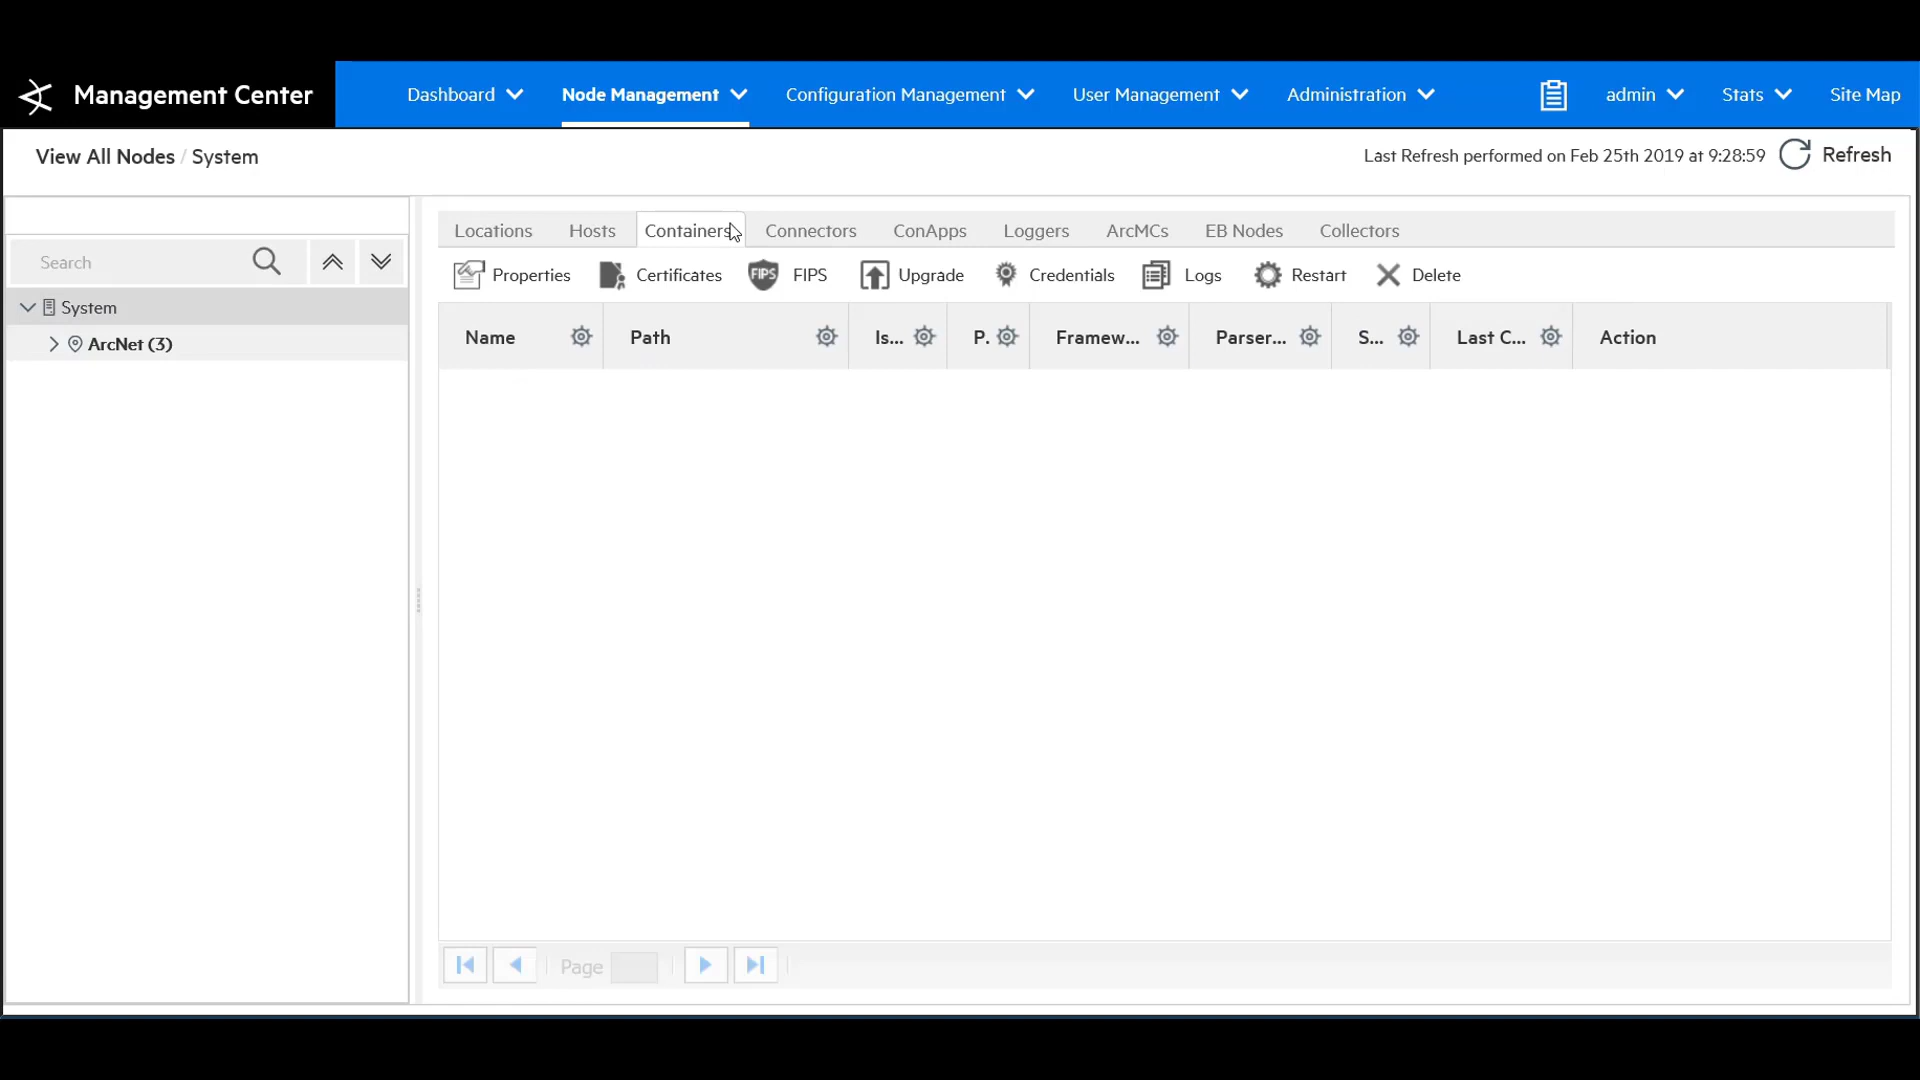 Management Center
Dashboard Node Management Configuration Management User Management Administration admin Stats Site Map
View All Nodes / System
Last Refresh performed on Feb 25th 2019 at 9:28:59 Refresh
Locations Hosts Containers Connectors ConApps Loggers ArcMCs EB Nodes Collectors
Search
Properties Certificates FIPS FIPS Upgrade Credentials Logs Restart Delete
System
ArcNet (3)
Name Path Is... P. Framew... Parser... S... Last C... Action
Page